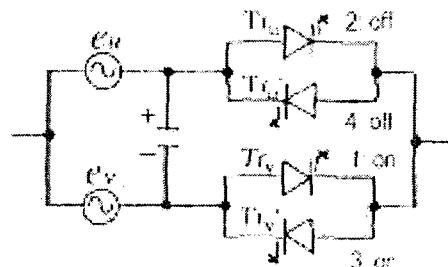 e_u
Tr_u
2: off
Tr_u'
4: off
+
−
Tr_v
1: on
e_v
Tr_v'
3: on